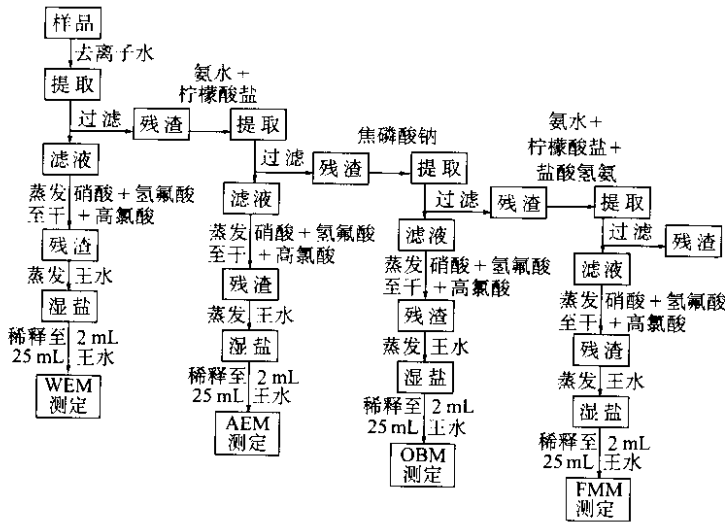 样品
去离子水
提取
过滤
残渣
氨水+
柠檬酸盐
提取
过滤
残渣
焦磷酸钠
提取
过滤
残渣
氨水+
柠檬酸盐+
盐酸氢氨
提取
过滤
残渣
滤液
蒸发 硝酸+氢氟酸
至干 +高氯酸
残渣
蒸发 王水
湿盐
稀释至 2 mL
25 mL 王水
WEM
测定
滤液
蒸发 硝酸+氢氟酸
至干 +高氯酸
残渣
蒸发 王水
湿盐
稀释至 2 mL
25 mL 王水
AEM
测定
滤液
蒸发 硝酸+氢氟酸
至干 +高氯酸
残渣
蒸发 王水
湿盐
稀释至 2 mL
25 mL 王水
OBM
测定
滤液
蒸发 硝酸+氢氟酸
至干 +高氯酸
残渣
蒸发 王水
湿盐
稀释至 2 mL
25 mL 王水
FMM
测定